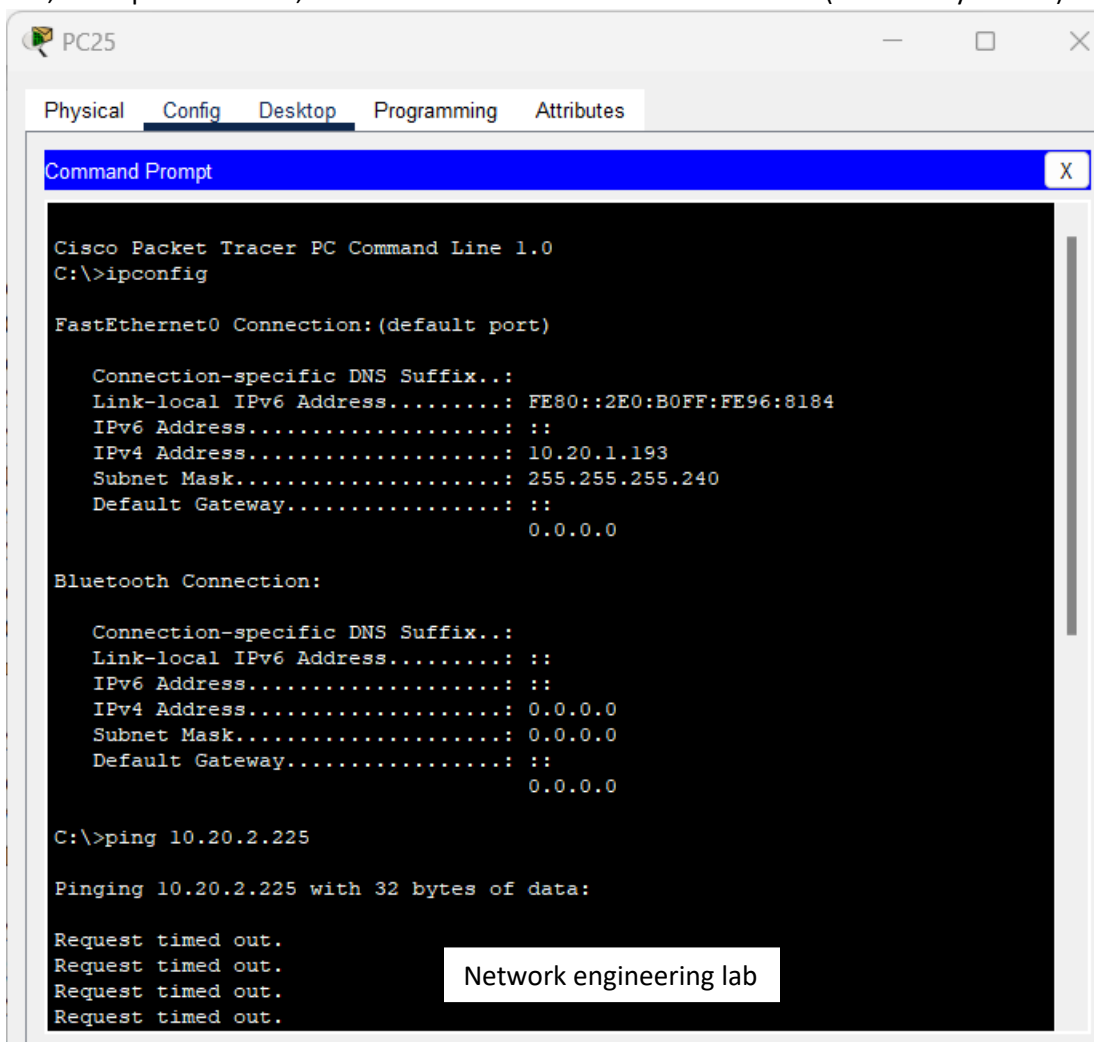 PC25
Physical Config Desktop Programming Attributes
Command Prompt
X
Cisco Packet Tracer PC Command Line 1.0
C:\>ipconfig
FastEthernet0 Connection:(default port)
Connection-specific DNS Suffix..:
Link-local IPv6 Address.........: FE80::2E0:B0FF:FE96:8184
IPv6 Address....................: ::
IPv4 Address....................: 10.20.1.193
Subnet Mask.....................: 255.255.255.240
Default Gateway.................: ::
0.0.0.0
Bluetooth Connection:
Connection-specific DNS Suffix..:
Link-local IPv6 Address.........: ::
IPv6 Address....................: ::
IPv4 Address....................: 0.0.0.0
Subnet Mask.....................: 0.0.0.0
Default Gateway.................: ::
0.0.0.0
C:\>ping 10.20.2.225
Pinging 10.20.2.225 with 32 bytes of data:
Request timed out.
Request timed out.
Request timed out.
Request timed out.
Network engineering lab